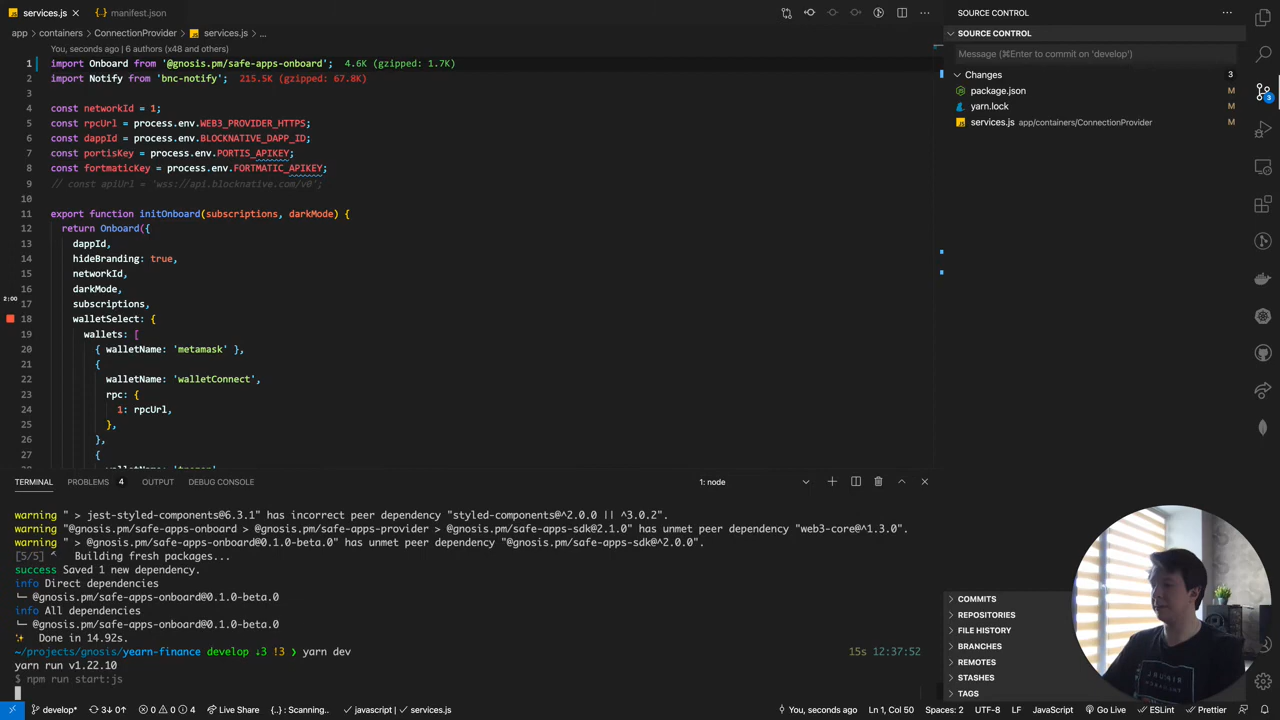 services.js
manifest.json
SOURCE CONTROL
app > containers > ConnectionProvider > services.js > ...
SOURCE CONTROL
You, seconds ago | 6 authors (x48 and others)
Message (⌘Enter to commit on 'develop')
1 import Onboard from '@gnosis.pm/safe-apps-onboard'; 4.6K (gzipped: 1.7K)
2 import Notify from 'bnc-notify'; 215.5K (gzipped: 67.8K)
3
4 const networkId = 1;
5 const rpcUrl = process.env.WEB3_PROVIDER_HTTPS;
6 const dappId = process.env.BLOCKNATIVE_DAPP_ID;
7 const portisKey = process.env.PORTIS_APIKEY;
8 const fortmaticKey = process.env.FORTMATIC_APIKEY;
9 // const apiUrl = 'wss://api.blocknative.com/v0';
10
11 export function initOnboard(subscriptions, darkMode) {
12 return Onboard({
13 dappId,
14 hideBranding: true,
15 networkId,
16 darkMode,
2:00
17 subscriptions,
18 walletSelect: {
19 wallets: [
20 { walletName: 'metamask' },
21 {
22 walletName: 'walletConnect',
23 rpc: {
24 1: rpcUrl,
25 },
26 },
27 {
Changes 3
package.json M
yarn.lock M
services.js app/containers/ConnectionProvider M
3
TERMINAL PROBLEMS 4 OUTPUT DEBUG CONSOLE 1: node
warning " > jest-styled-components@6.3.1" has incorrect peer dependency "styled-components@^2.0.0 || ^3.0.2".
warning "@gnosis.pm/safe-apps-onboard > @gnosis.pm/safe-apps-provider > @gnosis.pm/safe-apps-sdk@2.1.0" has unmet peer dependency "web3-core@^1.3.0".
warning " > @gnosis.pm/safe-apps-onboard@0.1.0-beta.0" has unmet peer dependency "@gnosis.pm/safe-apps-sdk@^2.0.0".
[5/5] ^ Building fresh packages...
success Saved 1 new dependency.
info Direct dependencies
└─ @gnosis.pm/safe-apps-onboard@0.1.0-beta.0
info All dependencies
└─ @gnosis.pm/safe-apps-onboard@0.1.0-beta.0
✨ Done in 14.92s.
~/projects/gnosis/yearn-finance develop ↓3 !3 ❯ yarn dev 15s 12:37:52
yarn run v1.22.10
$ npm run start:js
COMMITS
REPOSITORIES
FILE HISTORY
BRANCHES
REMOTES
STASHES
TAGS
develop* 3↓ 0↑ 0 0 4 Live Share {..}: Scanning.. javascript | services.js You, seconds ago Ln 1, Col 50 Spaces: 2 UTF-8 LF JavaScript Go Live ESLint Prettier